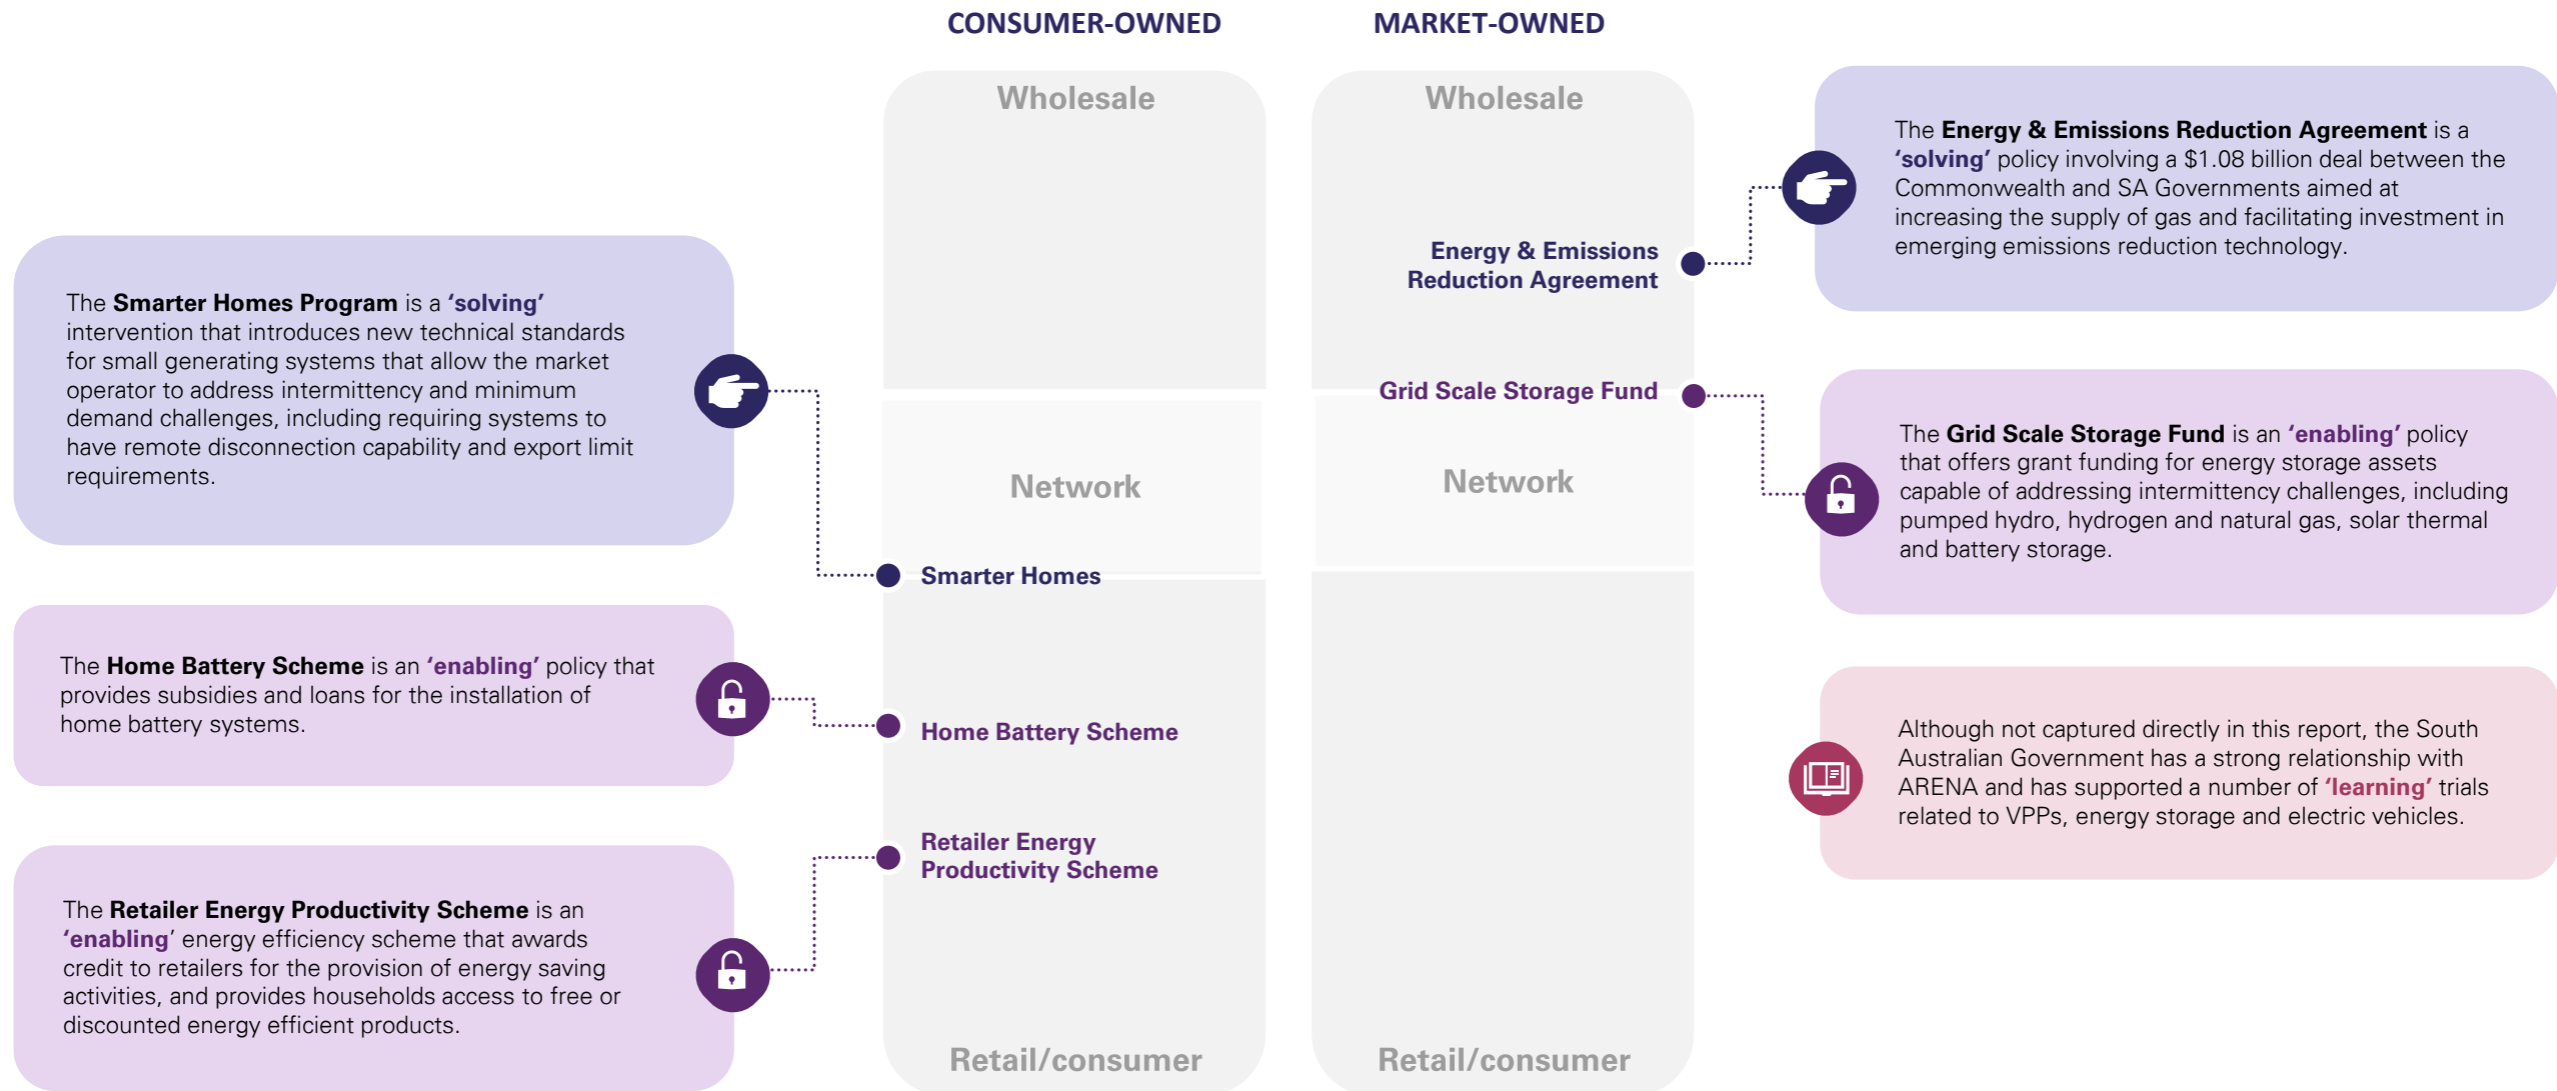 CONSUMER-OWNED
MARKET-OWNED
Wholesale
Wholesale
The Energy & Emissions Reduction Agreement is a
‘solving’ policy involving a $1.08 billion deal between the
Commonwealth and SA Governments aimed at
increasing the supply of gas and facilitating investment in
emerging emissions reduction technology.
Energy & Emissions
Reduction Agreement
The Smarter Homes Program is a ‘solving’
intervention that introduces new technical standards
for small generating systems that allow the market
operator to address intermittency and minimum
demand challenges, including requiring systems to
have remote disconnection capability and export limit
requirements.
Grid Scale Storage Fund
The Grid Scale Storage Fund is an ‘enabling’ policy
that offers grant funding for energy storage assets
capable of addressing intermittency challenges, including
pumped hydro, hydrogen and natural gas, solar thermal
and battery storage.
Network
Network
Smarter Homes
The Home Battery Scheme is an ‘enabling’ policy that
provides subsidies and loans for the installation of
home battery systems.
Home Battery Scheme
Although not captured directly in this report, the South
Australian Government has a strong relationship with
ARENA and has supported a number of ‘learning’ trials
related to VPPs, energy storage and electric vehicles.
Retailer Energy
Productivity Scheme
The Retailer Energy Productivity Scheme is an
‘enabling’ energy efficiency scheme that awards
credit to retailers for the provision of energy saving
activities, and provides households access to free or
discounted energy efficient products.
Retail/consumer
Retail/consumer